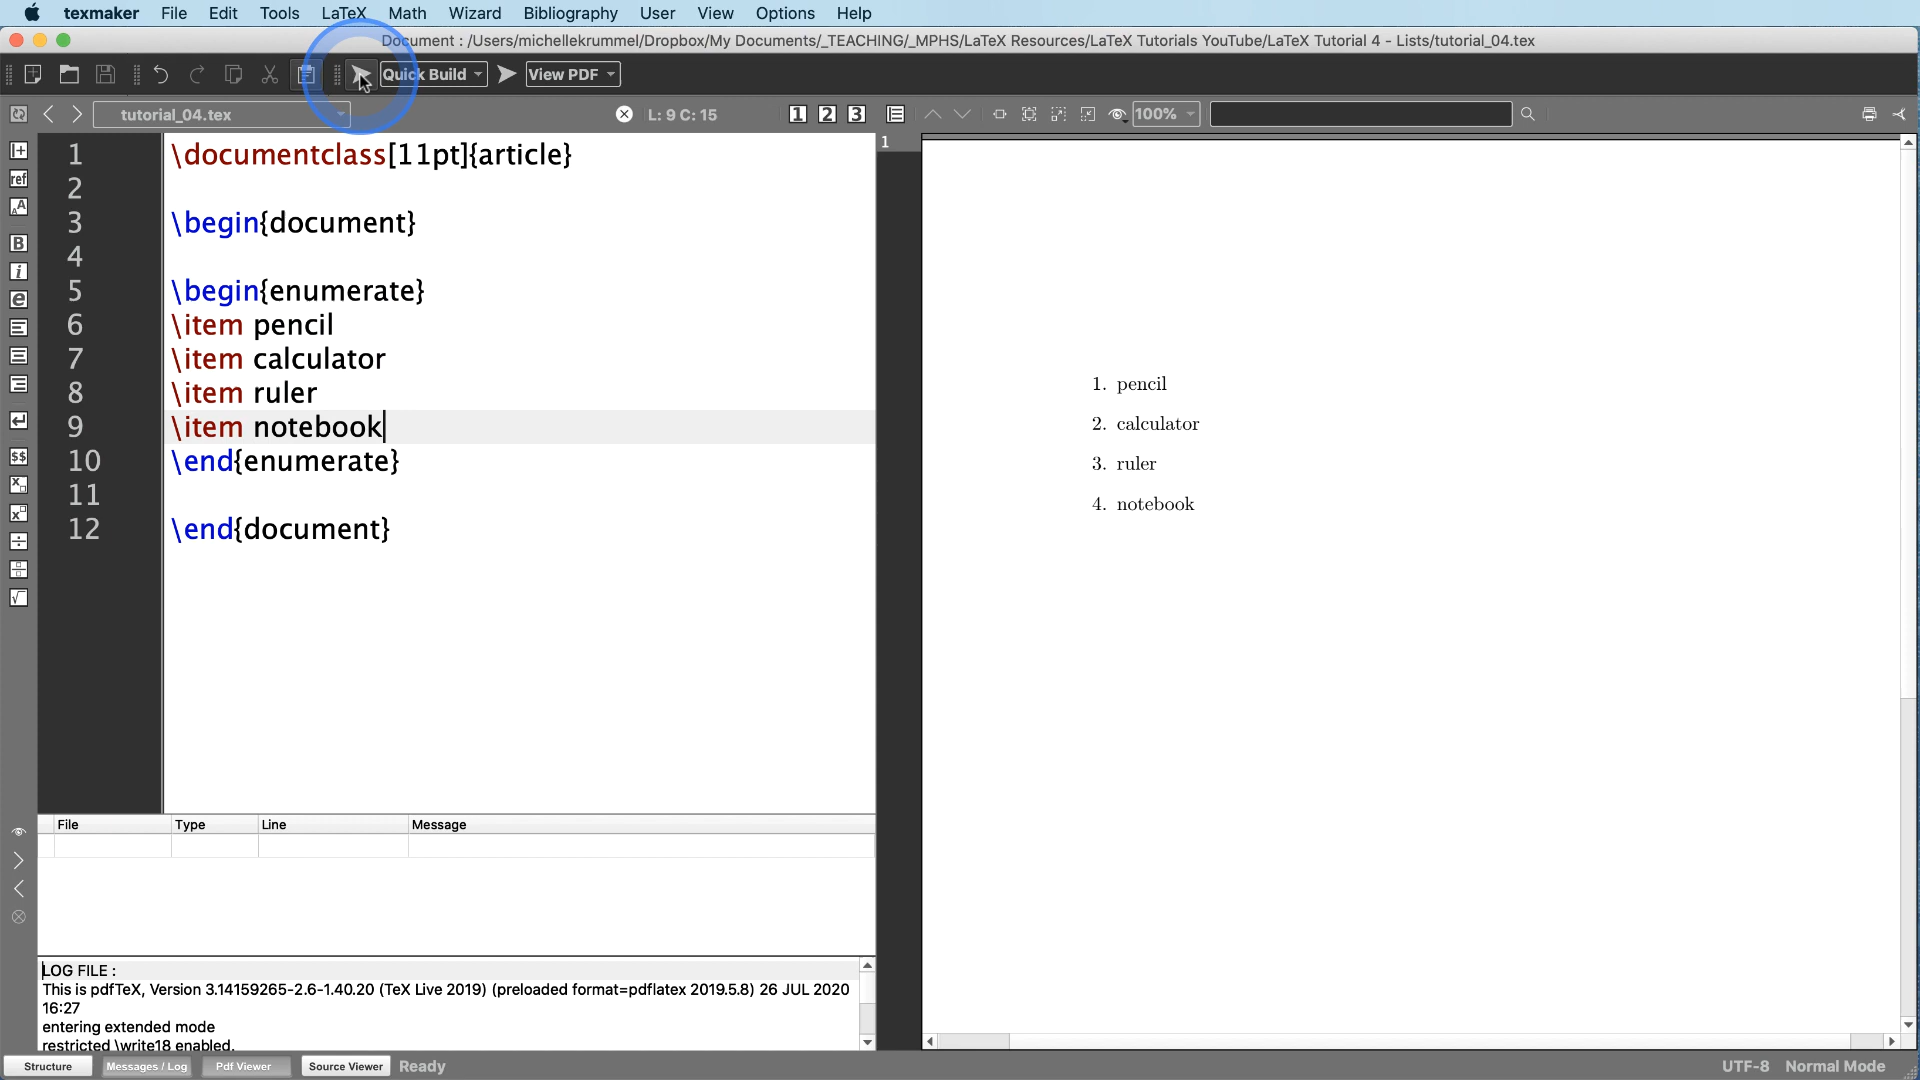 texmaker File Edit Tools LaTeX Math Wizard Bibliography User View Options Help
Document : /Users/michellekrummel/Dropbox/My Documents/_TEACHING/_MPHS/LaTeX Resources/LaTeX Tutorials YouTube/LaTeX Tutorial 4 - Lists/tutorial_04.tex
Quick Build View PDF
tutorial_04.tex L: 9 C: 15 1 2 3 100%
1 \documentclass[11pt]{article}
2
3 \begin{document}
4
5 \begin{enumerate}
6 \item pencil
7 \item calculator
8 \item ruler
9 \item notebook
10 \end{enumerate}
11
12 \end{document}
1
1. pencil
2. calculator
3. ruler
4. notebook
File Type Line Message
LOG FILE :
This is pdfTeX, Version 3.14159265-2.6-1.40.20 (TeX Live 2019) (preloaded format=pdflatex 2019.5.8) 26 JUL 2020
16:27
entering extended mode
restricted \write18 enabled.
Structure Messages / Log Pdf Viewer Source Viewer Ready UTF-8 Normal Mode